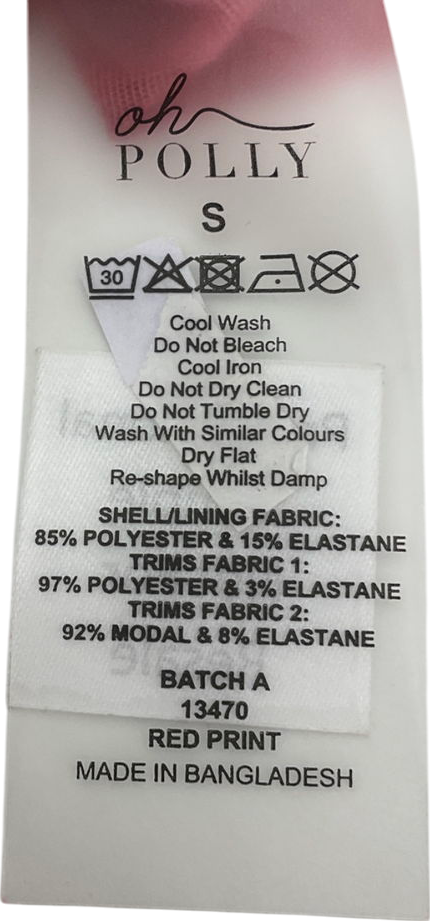 oh
POLLY
S
30
Cool Wash
Do Not Bleach
Cool Iron
Do Not Dry Clean
Do Not Tumble Dry
Wash With Similar Colours
Dry Flat
Re-shape Whilst Damp
SHELL/LINING FABRIC:
85% POLYESTER & 15% ELASTANE
TRIMS FABRIC 1:
97% POLYESTER & 3% ELASTANE
TRIMS FABRIC 2:
92% MODAL & 8% ELASTANE
BATCH A
13470
RED PRINT
MADE IN BANGLADESH